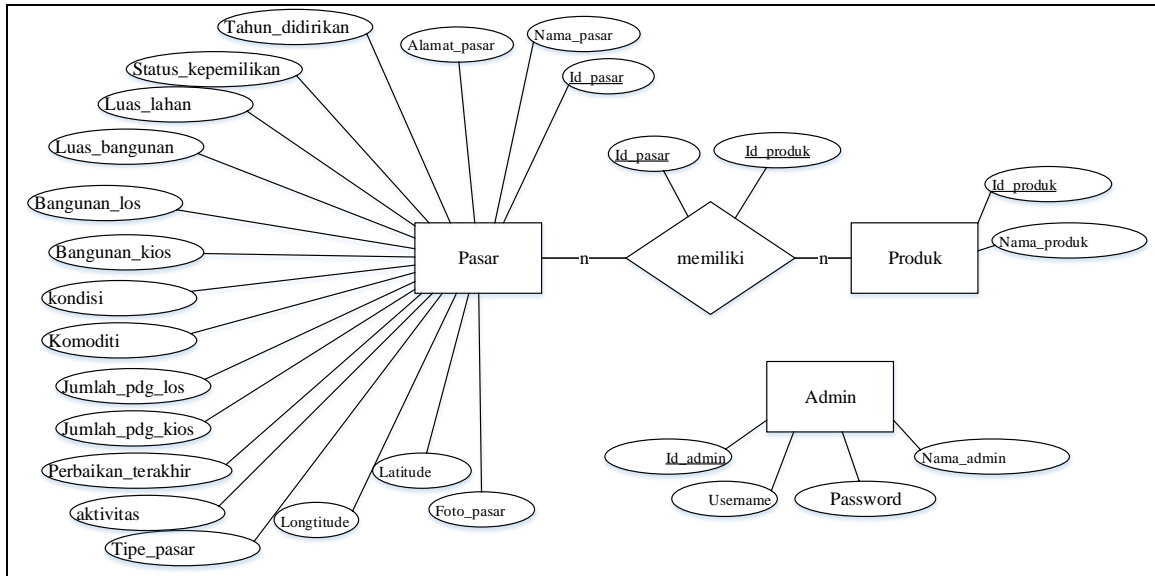 Tahun_didirikan
Alamat_pasar
Nama_pasar
Status_kepemilikan
Id_pasar
Luas_lahan
Luas_bangunan
Id_pasar
Id_produk
Bangunan_los
Id_produk
Bangunan_kios
Pasar
n
memiliki
n
Produk
Nama_produk
kondisi
Komoditi
Jumlah_pdg_los
Admin
Jumlah_pdg_kios
Perbaikan_terakhir
Latitude
Id_admin
Nama_admin
aktivitas
Longtitude
Foto_pasar
Username
Password
Tipe_pasar